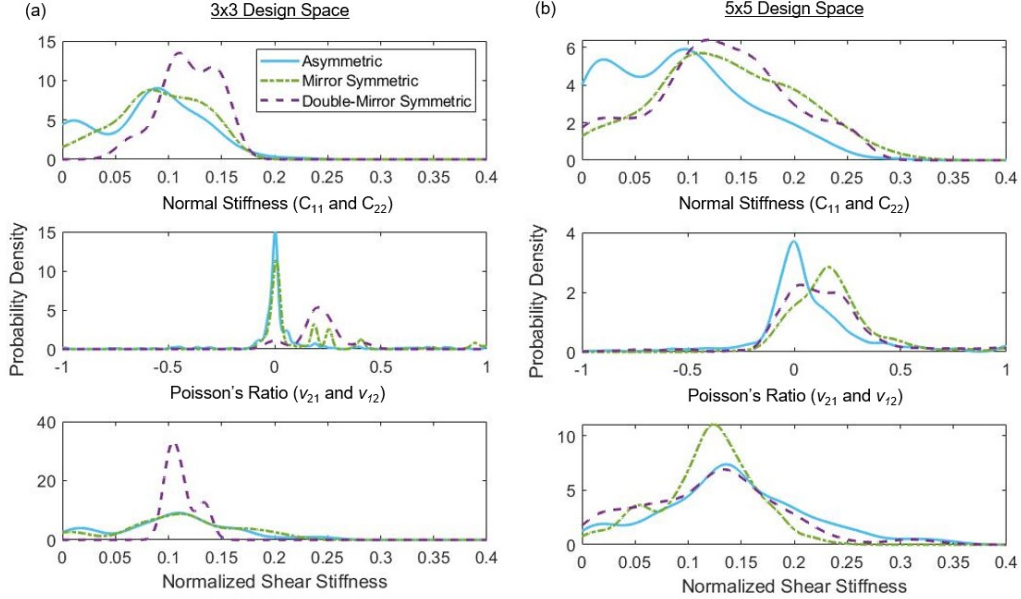 (a)
3x3 Design Space
(b)
5x5 Design Space
15
10
5
0
Asymmetric
Mirror Symmetric
Double-Mirror Symmetric
0 0.05 0.1 0.15 0.2 0.25 0.3 0.35 0.4
Normal Stiffness (C11 and C22)
6
4
2
0
0 0.05 0.1 0.15 0.2 0.25 0.3 0.35 0.4
Normal Stiffness (C11 and C22)
Probability Density
15
10
5
0
-1 -0.5 0 0.5 1
Poisson's Ratio (v21 and v12)
Probability Density
4
2
0
-1 -0.5 0 0.5 1
Poisson's Ratio (v21 and v12)
40
20
0
0 0.05 0.1 0.15 0.2 0.25 0.3 0.35 0.4
Normalized Shear Stiffness
10
5
0
0 0.05 0.1 0.15 0.2 0.25 0.3 0.35 0.4
Normalized Shear Stiffness